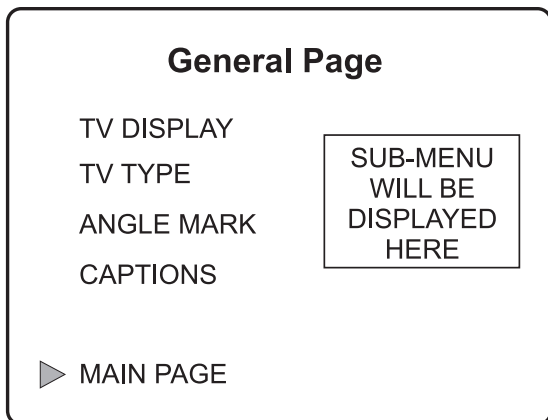 General Page
TV DISPLAY
TV TYPE
ANGLE MARK
CAPTIONS
SUB-MENU
WILL BE
DISPLAYED
HERE
MAIN PAGE